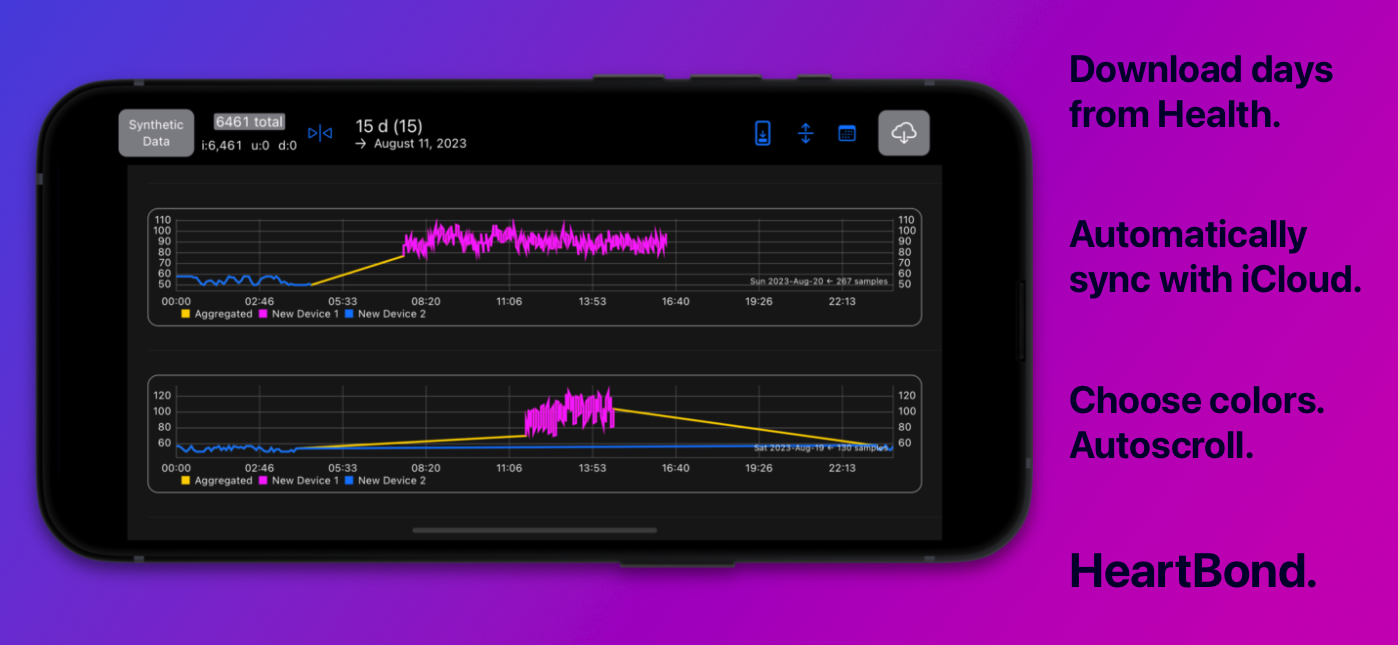 Download days
from Health.
Automatically
sync with iCloud.
Choose colors.
Autoscroll.
HeartBond.
Synthetic
Data
6461 total
i:6,461 u:0 d:0
15 d (15)
→ August 11, 2023
110 110
100 100
90 90
80 80
70 70
60 60
50 50
Sun 2023-Aug-20 ← 267 samples
00:00 02:46 05:33 08:20 11:06 13:53 16:40 19:26 22:13
Aggregated New Device 1 New Device 2
120 120
100 100
80 80
60 60
Sat 2023-Aug-19 ← 130 samples
00:00 02:46 05:33 08:20 11:06 13:53 16:40 19:26 22:13
Aggregated New Device 1 New Device 2